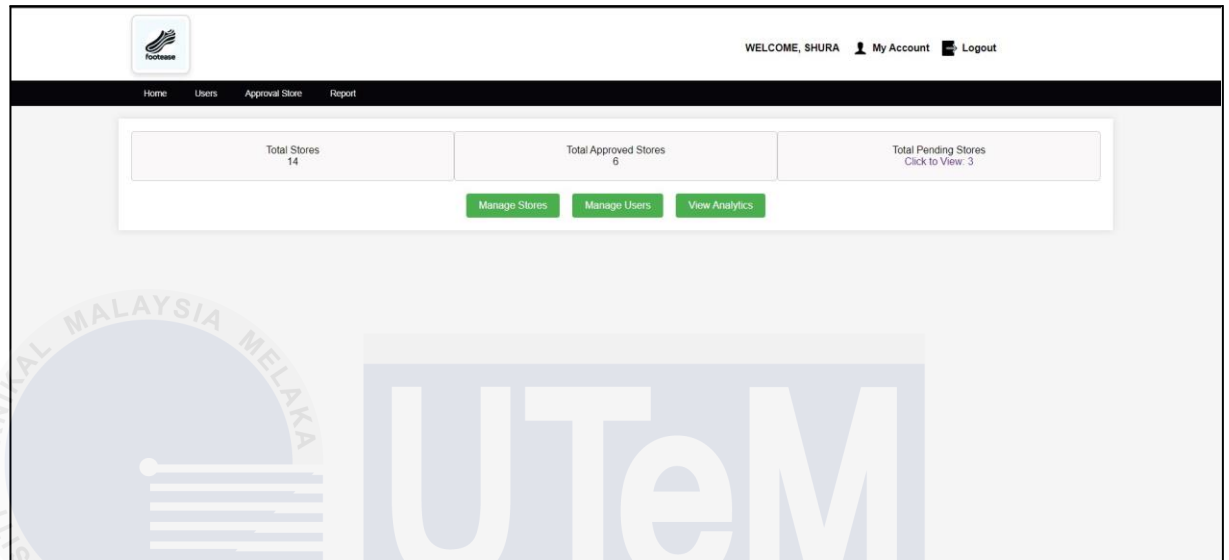 footease
WELCOME, SHURA My Account Logout
Home Users Approval Store Report
Total Stores
14
Total Approved Stores
6
Total Pending Stores
Click to View: 3
Manage Stores Manage Users View Analytics
MALAYSIA MELAKA
UTeM